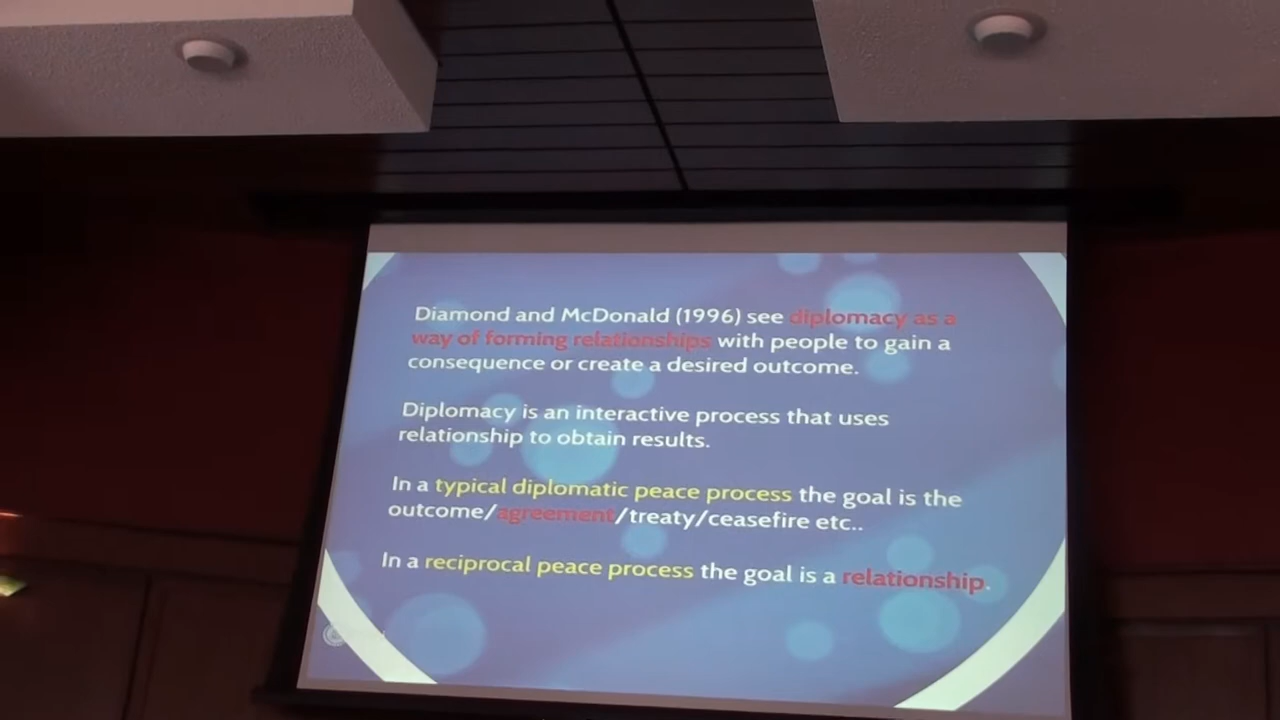 Diamond and McDonald (1996) see diplomacy as a
way of forming relationships with people to gain a
consequence or create a desired outcome.
Diplomacy is an interactive process that uses
relationship to obtain results.
In a typical diplomatic peace process the goal is the
outcome/agreement/treaty/ceasefire etc..
In a reciprocal peace process the goal is a relationship.